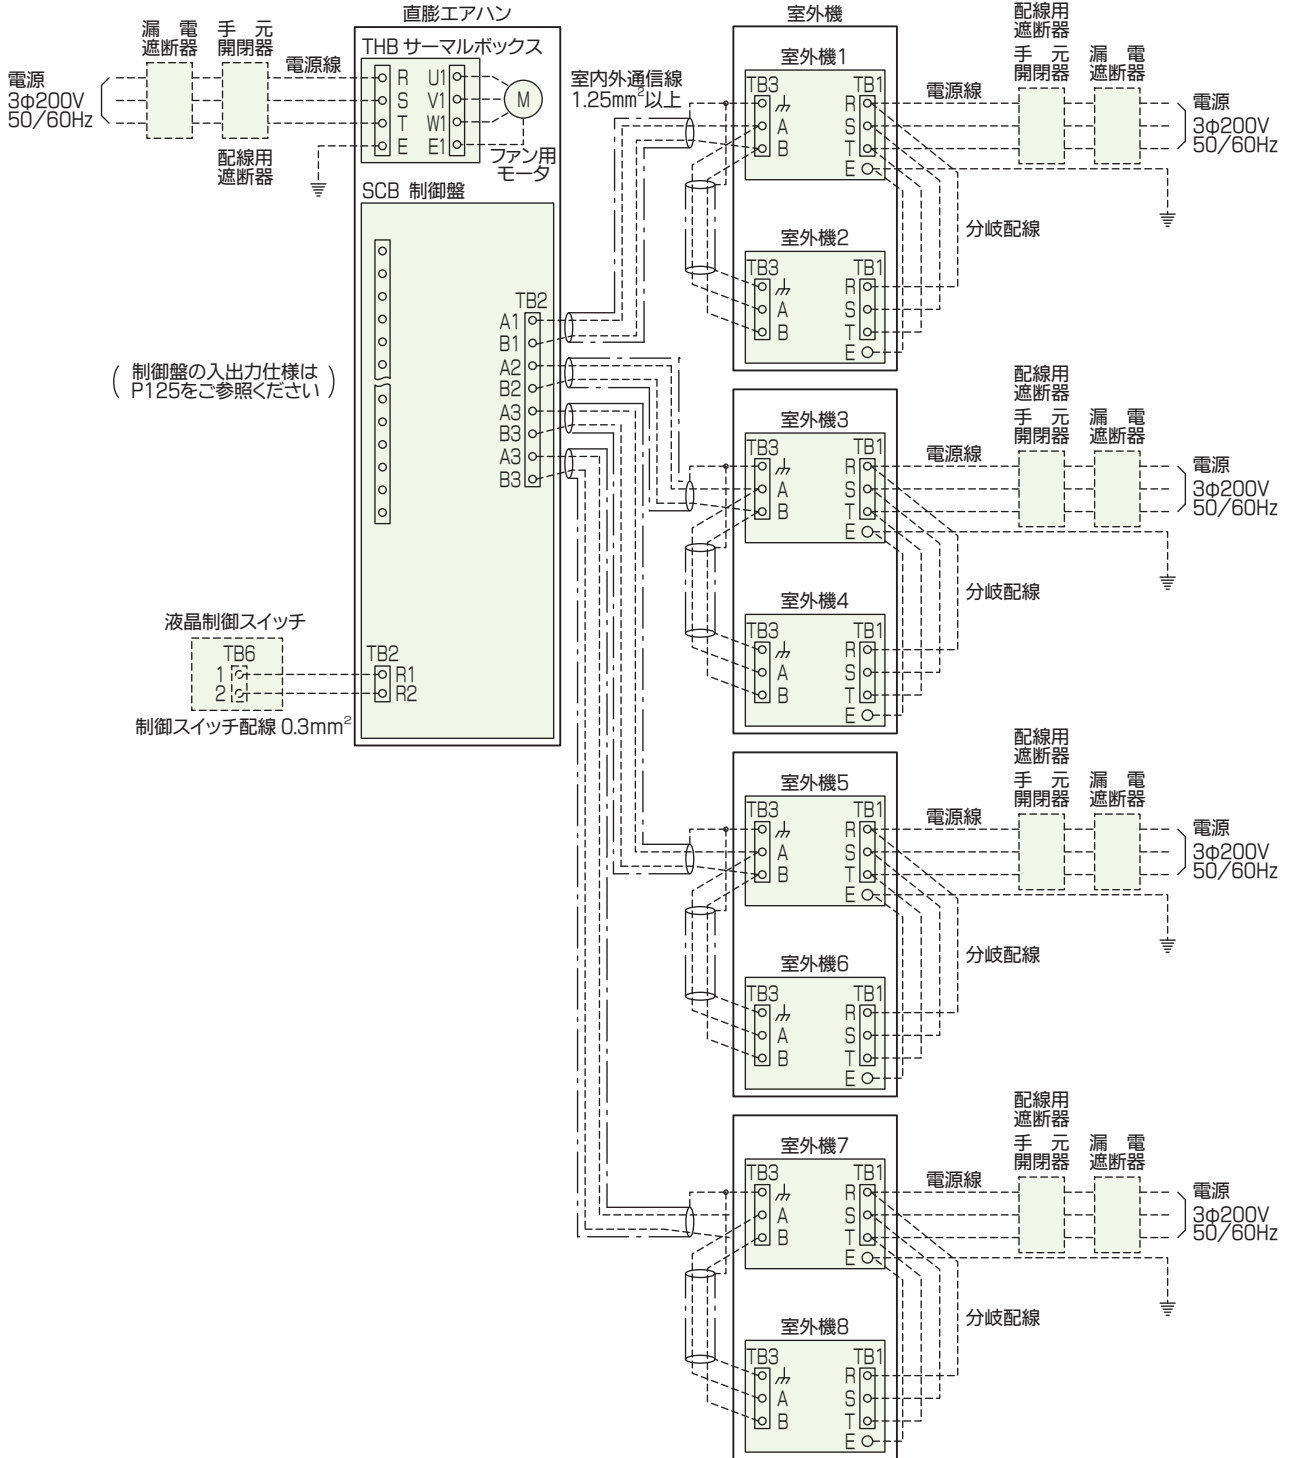 直膨エアハン
漏　電
遮断器
手　元
開閉器
電源線
電源
3φ200V
50/60Hz
配線用
遮断器
THB サーマルボックス
R U1
S V1
T W1
E E1
M
ファン用
モータ
SCB 制御盤
TB2
A1
B1
A2
B2
A3
B3
A3
B3
( 制御盤の入出力仕様は
P125をご参照ください )
液晶制御スイッチ
TB6
1
2
制御スイッチ配線 0.3mm²
TB2
R1
R2
室内外通信線
1.25mm²以上
室外機
室外機1
TB3 TB1
R
A S
B T
E
電源線
配線用
遮断器
手　元
開閉器
漏　電
遮断器
電源
3φ200V
50/60Hz
分岐配線
室外機2
TB3 TB1
R
A S
B T
E
室外機3
TB3 TB1
R
A S
B T
E
電源線
配線用
遮断器
手　元
開閉器
漏　電
遮断器
電源
3φ200V
50/60Hz
分岐配線
室外機4
TB3 TB1
R
A S
B T
E
室外機5
TB3 TB1
R
A S
B T
E
電源線
配線用
遮断器
手　元
開閉器
漏　電
遮断器
電源
3φ200V
50/60Hz
分岐配線
室外機6
TB3 TB1
R
A S
B T
E
室外機7
TB3 TB1
R
A S
B T
E
電源線
配線用
遮断器
手　元
開閉器
漏　電
遮断器
電源
3φ200V
50/60Hz
分岐配線
室外機8
TB3 TB1
R
A S
B T
E